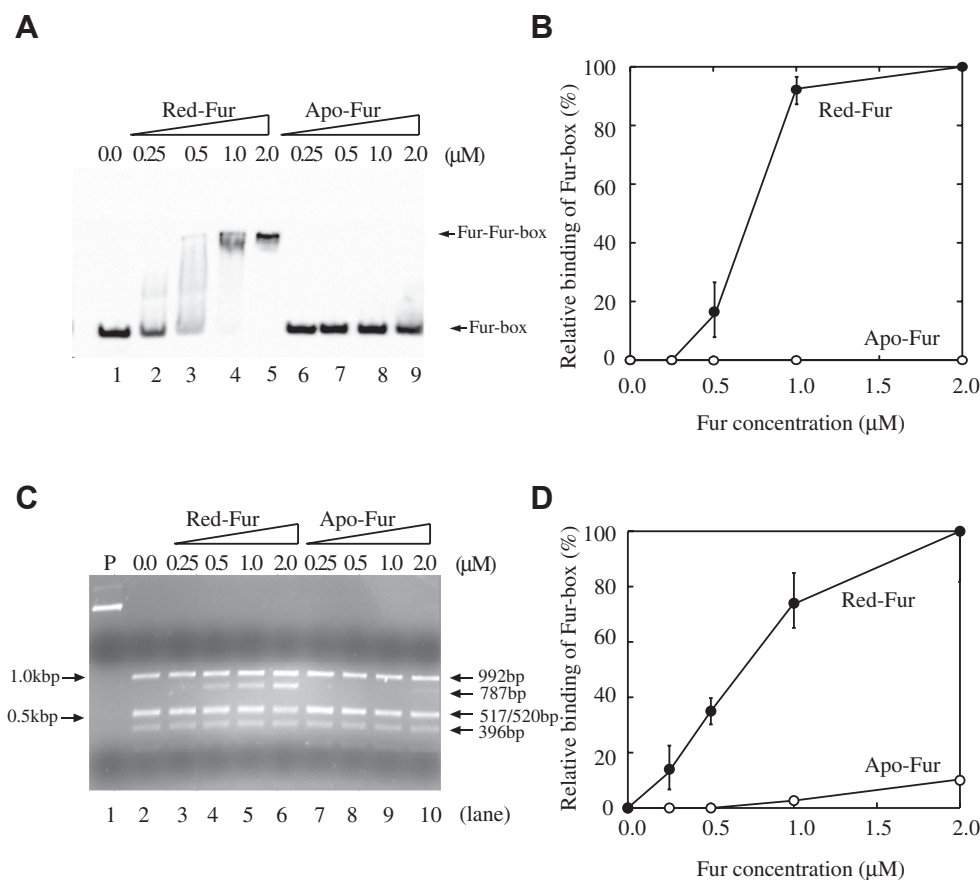 A
Red-Fur Apo-Fur
0.0 0.25 0.5 1.0 2.0 0.25 0.5 1.0 2.0 (μM)
Fur-Fur-box
Fur-box
1 2 3 4 5 6 7 8 9
B
Relative binding of Fur-box (%)
100
80
60
40
20
0
Red-Fur
Apo-Fur
0.0 0.5 1.0 1.5 2.0
Fur concentration (μM)
C
Red-Fur Apo-Fur
P 0.0 0.25 0.5 1.0 2.0 0.25 0.5 1.0 2.0 (μM)
1.0kbp
0.5kbp
992bp
787bp
517/520bp
396bp
1 2 3 4 5 6 7 8 9 10 (lane)
D
Relative binding of Fur-box (%)
100
80
60
40
20
0
Red-Fur
Apo-Fur
0.0 0.5 1.0 1.5 2.0
Fur concentration (μM)